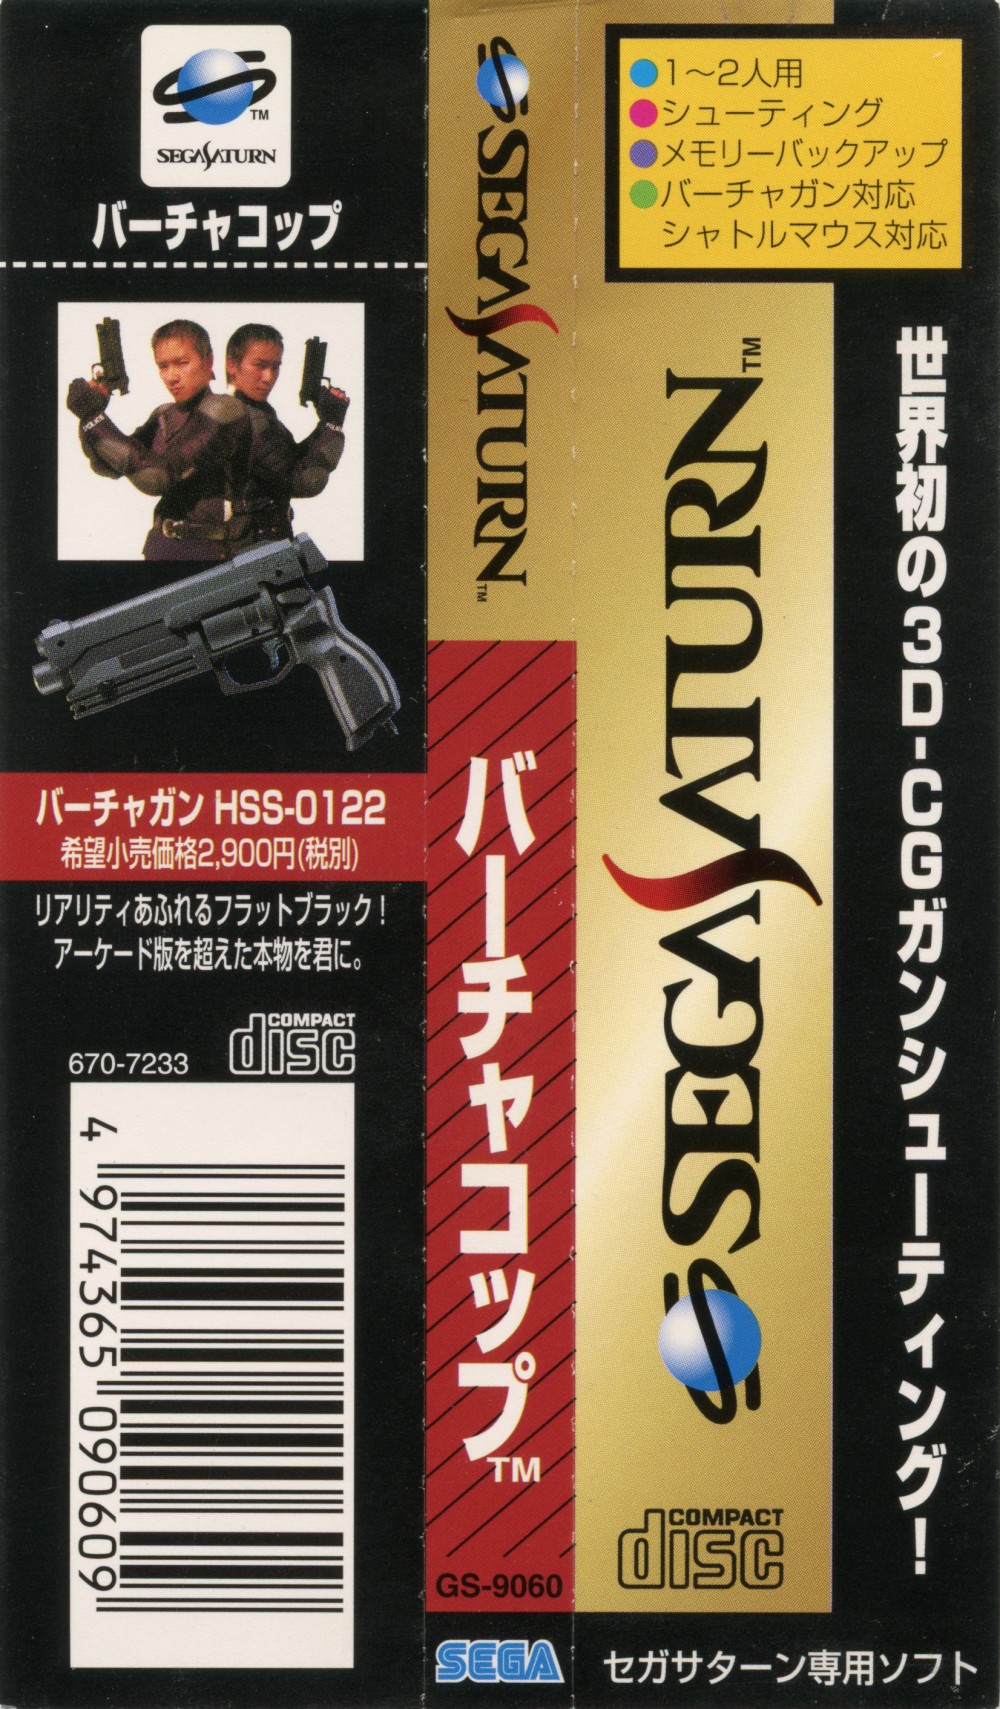 TM
SEGA SATURN
バーチャコップ
POLICE
バーチャガン HSS-0122
希望小売価格2,900円(税別)
リアリティあふれるフラットブラック!
アーケード版を超えた本物を君に。
670-7233
COMPACT
disc
4 974365 090609
SEGA SATURN™
バーチャコップ™
GS-9060
SEGA
●1〜2人用
●シューティング
●メモリーバックアップ
●バーチャガン対応
シャトルマウス対応
SEGA SATURN™
COMPACT
disc
世界初の3D-CGガンシューティング!
セガサターン専用ソフト